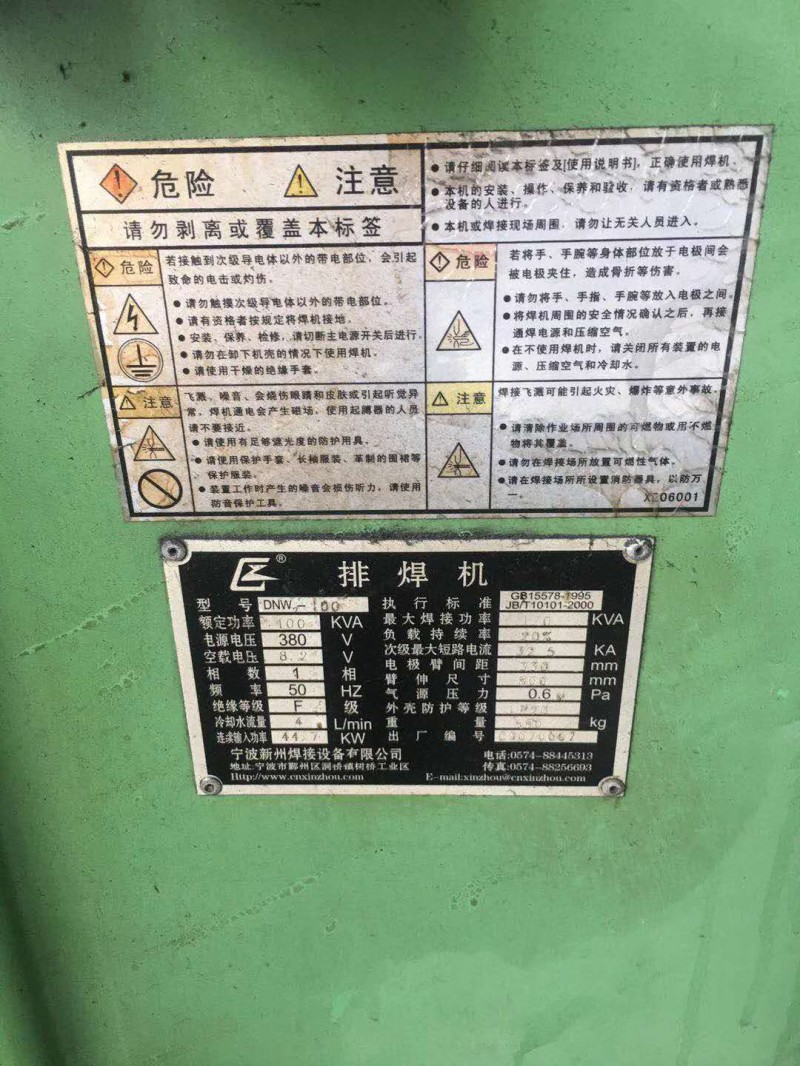 危险 注意
请勿剥离或覆盖本标签
请仔细阅读本标签及[使用说明书],正确使用焊机.
本机的安装、操作、保养和验收,请有资格者或熟悉
设备的人进行.
本机或焊接现场周围,请勿让无关人员进入.
危险
若接触到次级导电体以外的带电部位,会引起
致命的电击或灼伤.
请勿触摸次级导电体以外的带电部位.
请有资格者按规定将焊机接地.
安装、保养、检修,请切断主电源开关后进行.
请勿在卸下机壳的情况下使用焊机.
请使用干燥的绝缘手套.
危险
若将手、手腕等身体部位放于电极间会
被电极夹住,造成骨折等伤害.
请勿将手、手指、手腕等放入电极之间.
将焊机周围的安全情况确认之后,再接
通焊电源和压缩空气.
在不使用焊机时,请关闭所有装置的电
源、压缩空气和冷却水.
注意
飞溅、噪音、会烧伤眼睛和皮肤或引起听觉异
常,焊机通电会产生磁场,使用起搏器的人员
请不要接近.
请使用有足够遮光度的防护用具.
请使用保护手套、长袖服装、革制的围裙等
保护服装.
装置工作时产生的噪音会损伤听力,请使用
防音保护工具.
注意
焊接飞溅可能引起火灾、爆炸等意外事故.
请清除作业场所周围的可燃物或用不燃
物将其覆盖.
请勿在焊接场所放置可燃性气体.
请在焊接场所所设置消防器具,以防万
一.
06001
® 排焊机
型号 DNW-100 执行标准 GB15578-1995
JB/T10101-2000
额定功率 100 KVA 最大焊接功率 KVA
电源电压 380 V 负载持续率 20%
空载电压 8.2 V 次级最大短路电流 KA
相数 1 相 电极臂间距 mm
频率 50 HZ 臂伸尺寸 mm
绝缘等级 F 级 气源压力 0.6 Pa
冷却水流量 4 L/min 外壳防护等级
连续输入功率 44.7 KW 重量 kg
出厂编号
宁波新州焊接设备有限公司 电话:0574-88445313
地址:宁波市鄞州区洞桥镇树桥工业区 传真:0574-88256693
Http://www.cnxinzhou.com E-mail:xinzhou@cnxinzhou.com